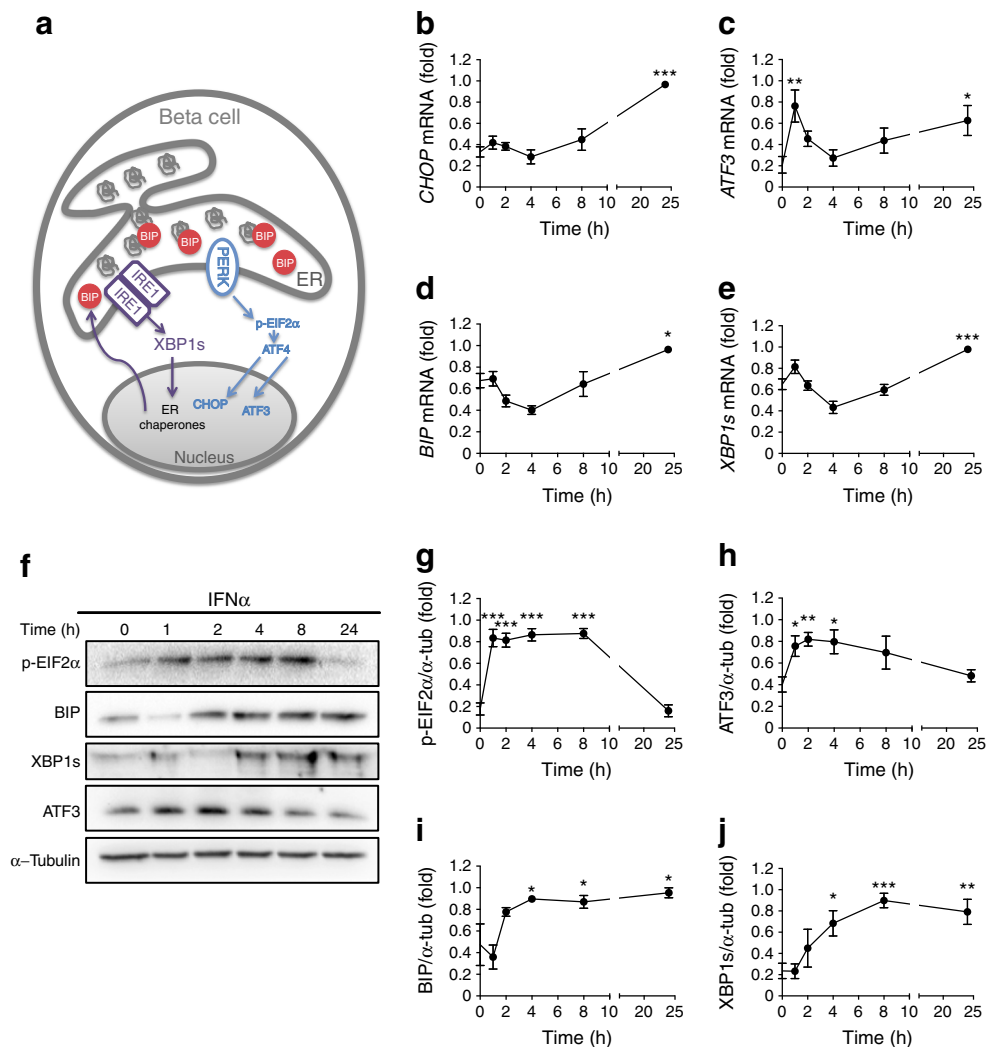 a
Beta cell
BIP
BIP
BIP
BIP
BIP
ER
PERK
IRE1
IRE1
p-EIF2α
XBP1s
ATF4
CHOP
ATF3
ER
chaperones
Nucleus
b
CHOP mRNA (fold)
1.2
1.0
0.8
0.6
0.4
0.2
0
***
0 2 4 6 8 10 20 25
Time (h)
c
ATF3 mRNA (fold)
1.2
1.0
0.8
0.6
0.4
0.2
0
** *
0 2 4 6 8 10 20 25
Time (h)
d
BIP mRNA (fold)
1.2
1.0
0.8
0.6
0.4
0.2
0
*
0 2 4 6 8 10 20 25
Time (h)
e
XBP1s mRNA (fold)
1.2
1.0
0.8
0.6
0.4
0.2
0
***
0 2 4 6 8 10 20 25
Time (h)
f
IFNα
Time (h) 0 1 2 4 8 24
p-EIF2α
BIP
XBP1s
ATF3
α–Tubulin
g
p-EIF2α/α-tub (fold)
1.2
1.0
0.8
0.6
0.4
0.2
0
*** *** *** ***
0 2 4 6 8 10 20 25
Time (h)
h
ATF3/α-tub (fold)
1.2
1.0
0.8
0.6
0.4
0.2
0
* ** *
0 2 4 6 8 10 20 25
Time (h)
i
BIP/α-tub (fold)
1.2
1.0
0.8
0.6
0.4
0.2
0
* * *
0 2 4 6 8 10 20 25
Time (h)
j
XBP1s/α-tub (fold)
1.2
1.0
0.8
0.6
0.4
0.2
0
* *** **
0 2 4 6 8 10 20 25
Time (h)